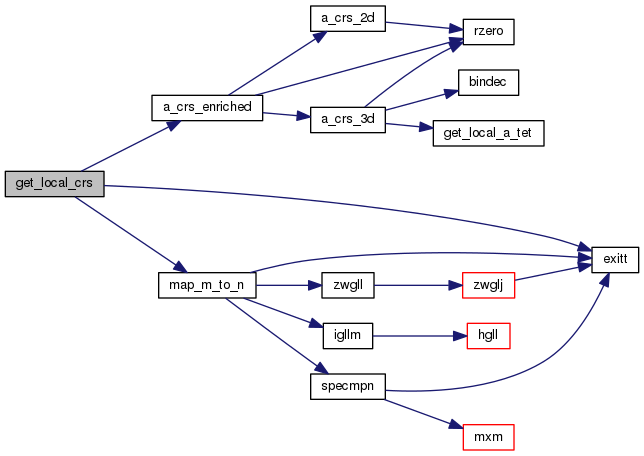 a_crs_2d
rzero
bindec
a_crs_enriched
a_crs_3d
get_local_a_tet
get_local_crs
exitt
map_m_to_n
zwgll
zwglj
igllm
hgll
specmpn
mxm